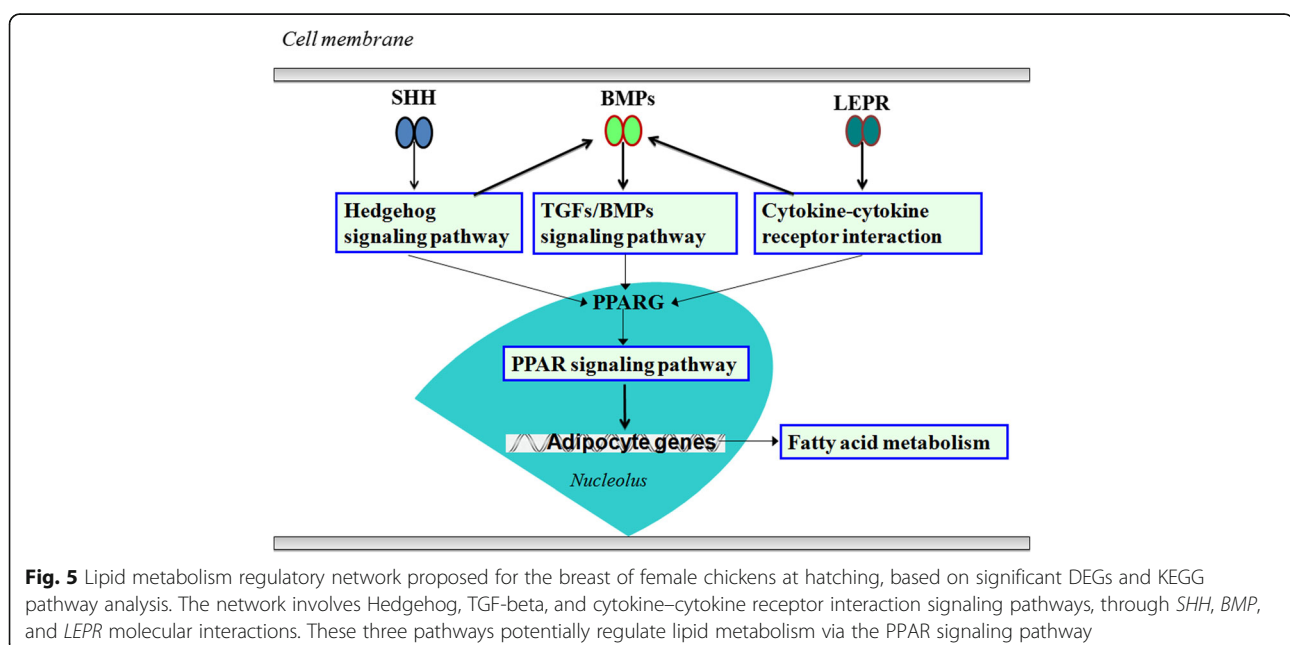 Cell membrane
SHH
BMPs
LEPR
Hedgehog
signaling pathway
TGFs/BMPs
signaling pathway
Cytokine-cytokine
receptor interaction
PPARG
PPAR signaling pathway
Adipocyte genes
Fatty acid metabolism
Nucleolus
Fig. 5 Lipid metabolism regulatory network proposed for the breast of female chickens at hatching, based on significant DEGs and KEGG
pathway analysis. The network involves Hedgehog, TGF-beta, and cytokine–cytokine receptor interaction signaling pathways, through SHH, BMP,
and LEPR molecular interactions. These three pathways potentially regulate lipid metabolism via the PPAR signaling pathway